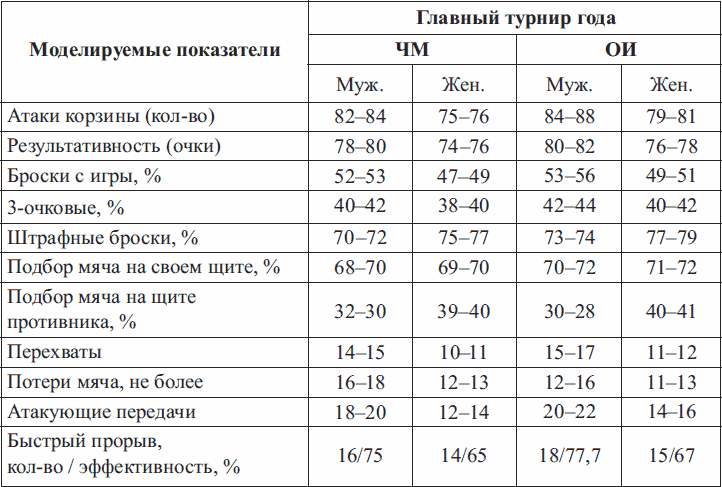 Моделируемые показатели
Главный турнир года
ЧМ ОИ
Муж. Жен. Муж. Жен.
Атаки корзины (кол-во) 82–84 75–76 84–88 79–81
Результативность (очки) 78–80 74–76 80–82 76–78
Броски с игры, % 52–53 47–49 53–56 49–51
3-очковые, % 40–42 38–40 42–44 40–42
Штрафные броски, % 70–72 75–77 73–74 77–79
Подбор мяча на своем щите, % 68–70 69–70 70–72 71–72
Подбор мяча на щите
противника, % 32–30 39–40 30–28 40–41
Перехваты 14–15 10–11 15–17 11–12
Потери мяча, не более 16–18 12–13 12–16 11–13
Атакующие передачи 18–20 12–14 20–22 14–16
Быстрый прорыв,
кол-во / эффективность, % 16/75 14/65 18/77,7 15/67